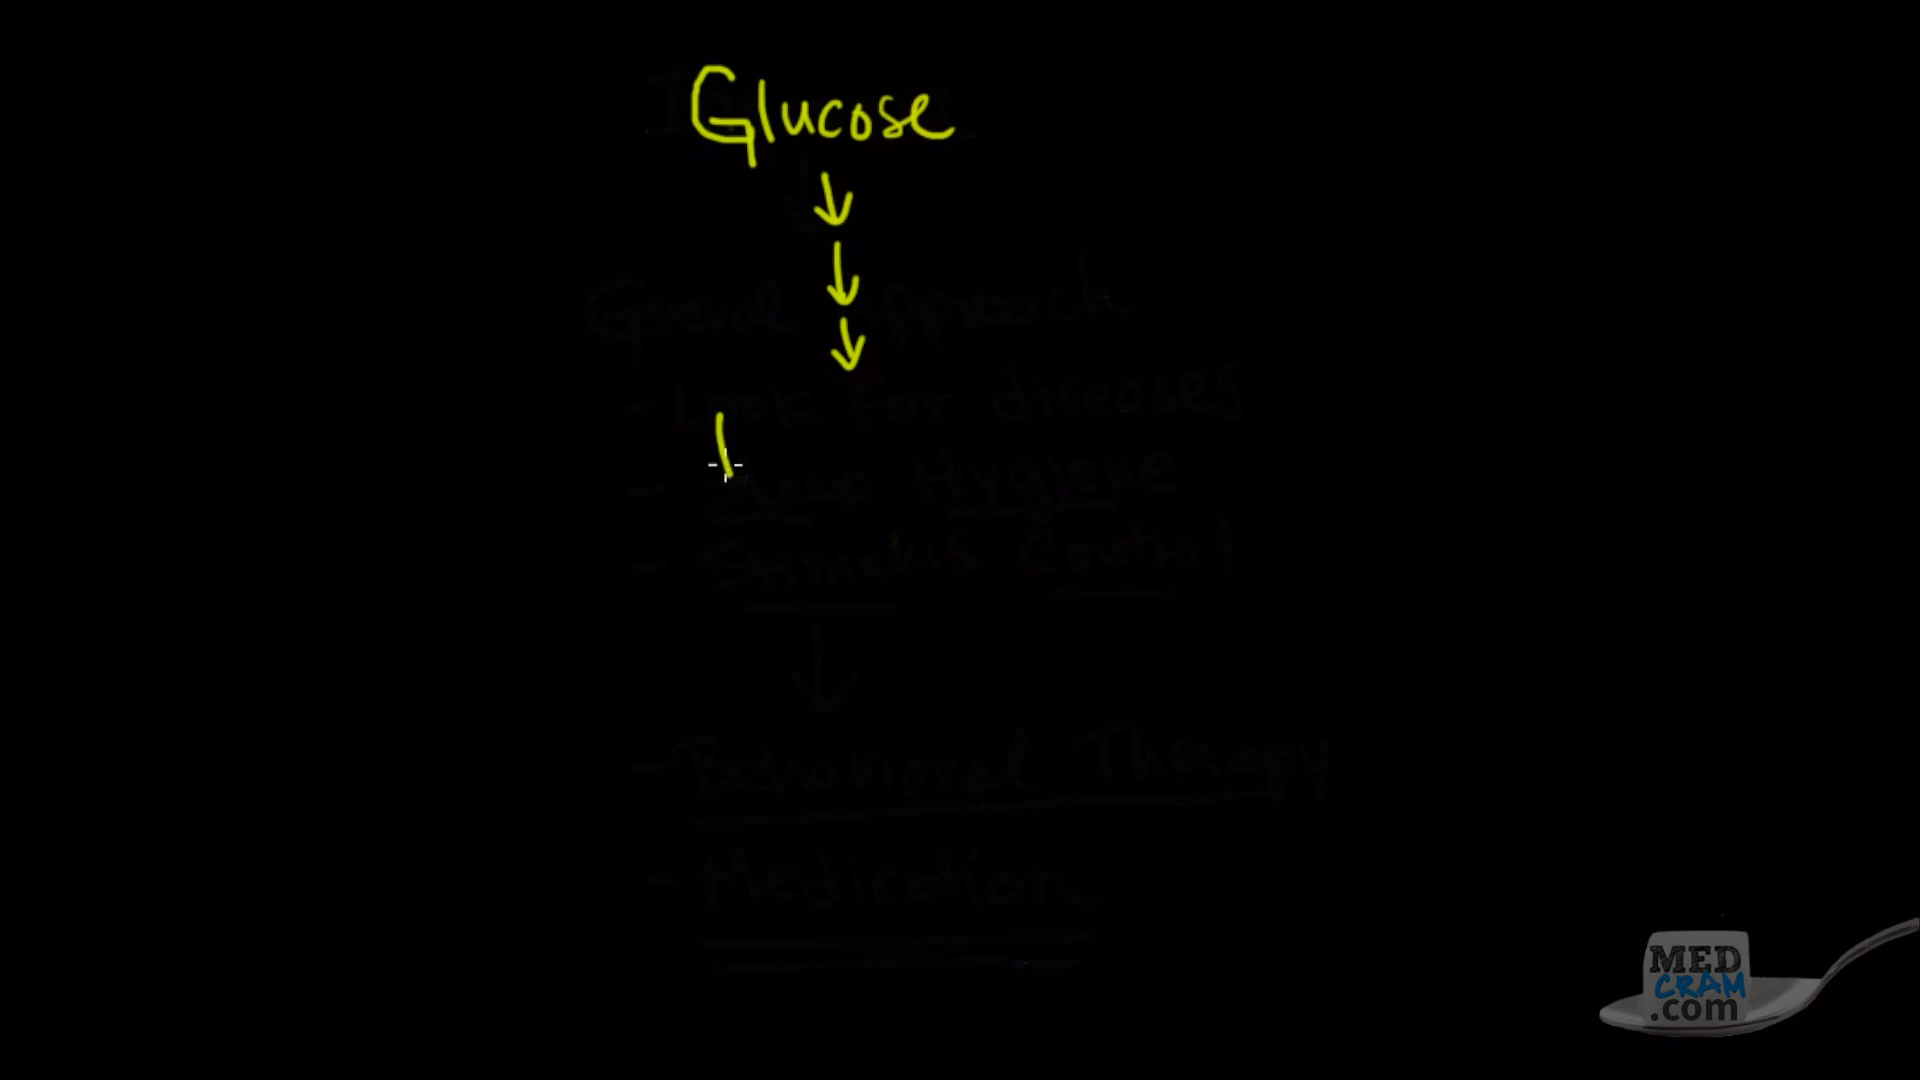 Glucose
General Approach
- Look for diseases
- Sleep Hygiene
- Stimulus Control
- Behavioral Therapy
- Medication
MED
CRAM
.com